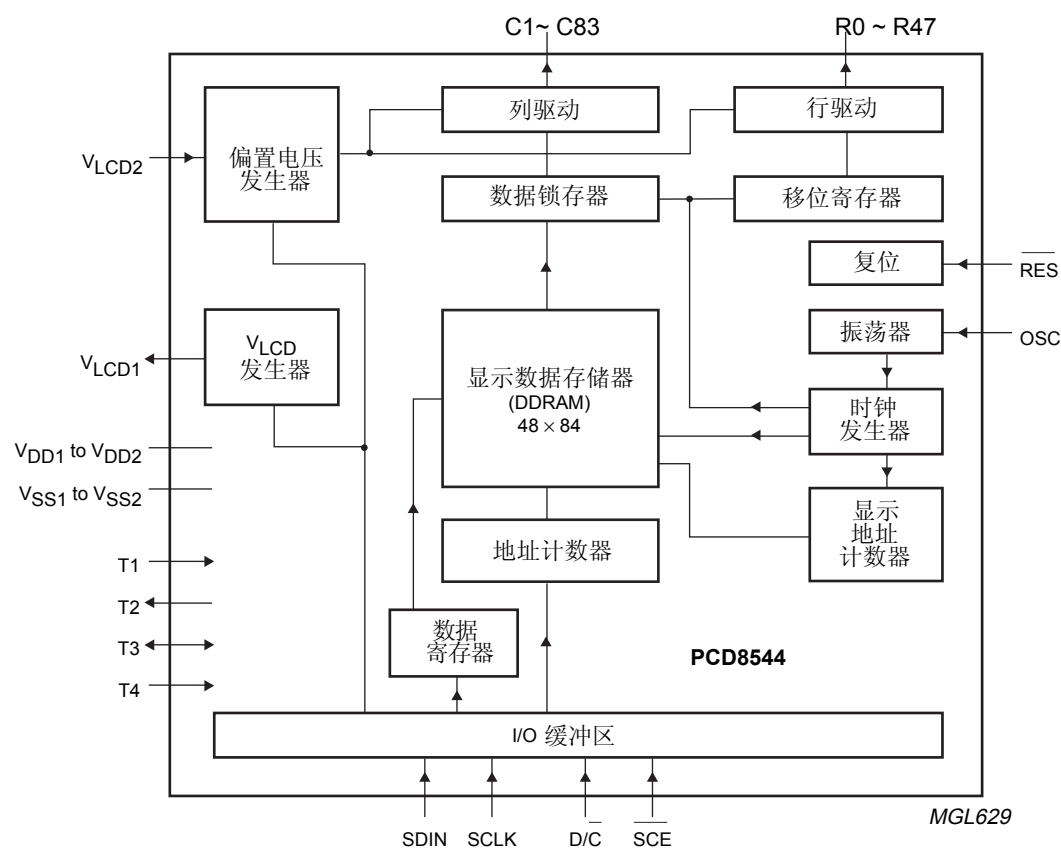 C1~ C83
R0 ~ R47
列驱动
行驱动
VLCD2
偏置电压
发生器
数据锁存器
移位寄存器
复位
RES
振荡器
OSC
VLCD1
VLCD
发生器
显示数据存储器
(DDRAM)
48 × 84
时钟
发生器
VDD1 to VDD2
VSS1 to VSS2
显示
地址
计数器
地址计数器
T1
T2
T3
T4
数据
寄存器
PCD8544
I/O 缓冲区
MGL629
SDIN
SCLK
D/C̅
S̅C̅E̅